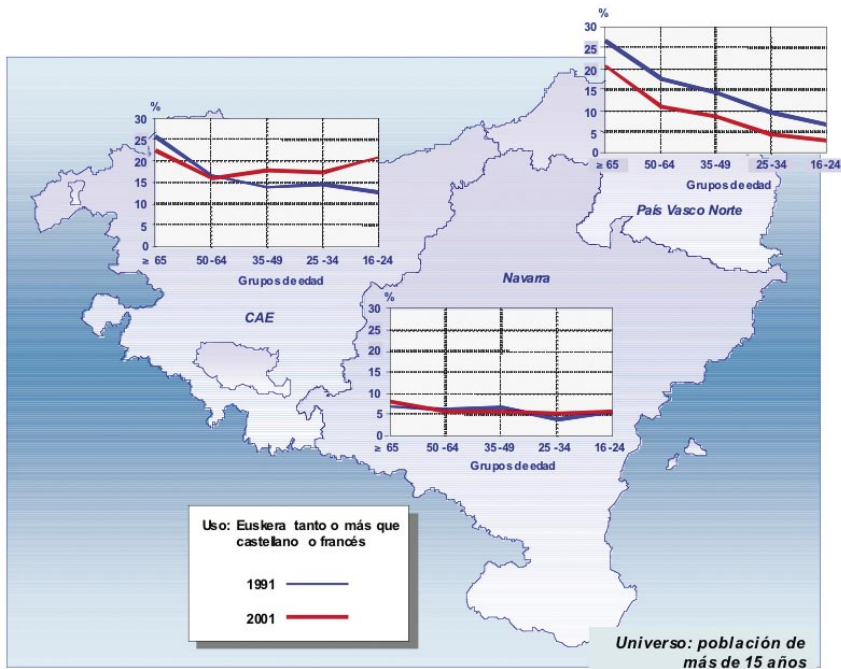 %
30
25
20
15
10
5
0
≥ 65 50-64 35-49 25-34 16-24
Grupos de edad
País Vasco Norte
%
30
25
20
15
10
5
0
≥ 65 50-64 35-49 25-34 16-24
Grupos de edad
CAE
Navarra
%
30
25
20
15
10
5
0
≥ 65 50-64 35-49 25-34 16-24
Grupos de edad
Uso: Euskera tanto o más que
castellano o francés
1991
2001
Universo: población de
más de 15 años